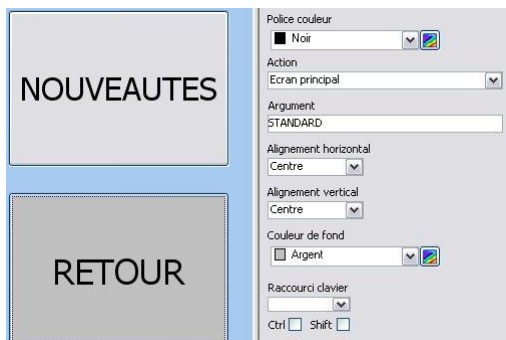 NOUVEAUTES
RETOUR
Police couleur
Noir
Action
Ecran principal
Argument
STANDARD
Alignement horizontal
Centre
Alignement vertical
Centre
Couleur de fond
Argent
Raccourci clavier
Ctrl Shift